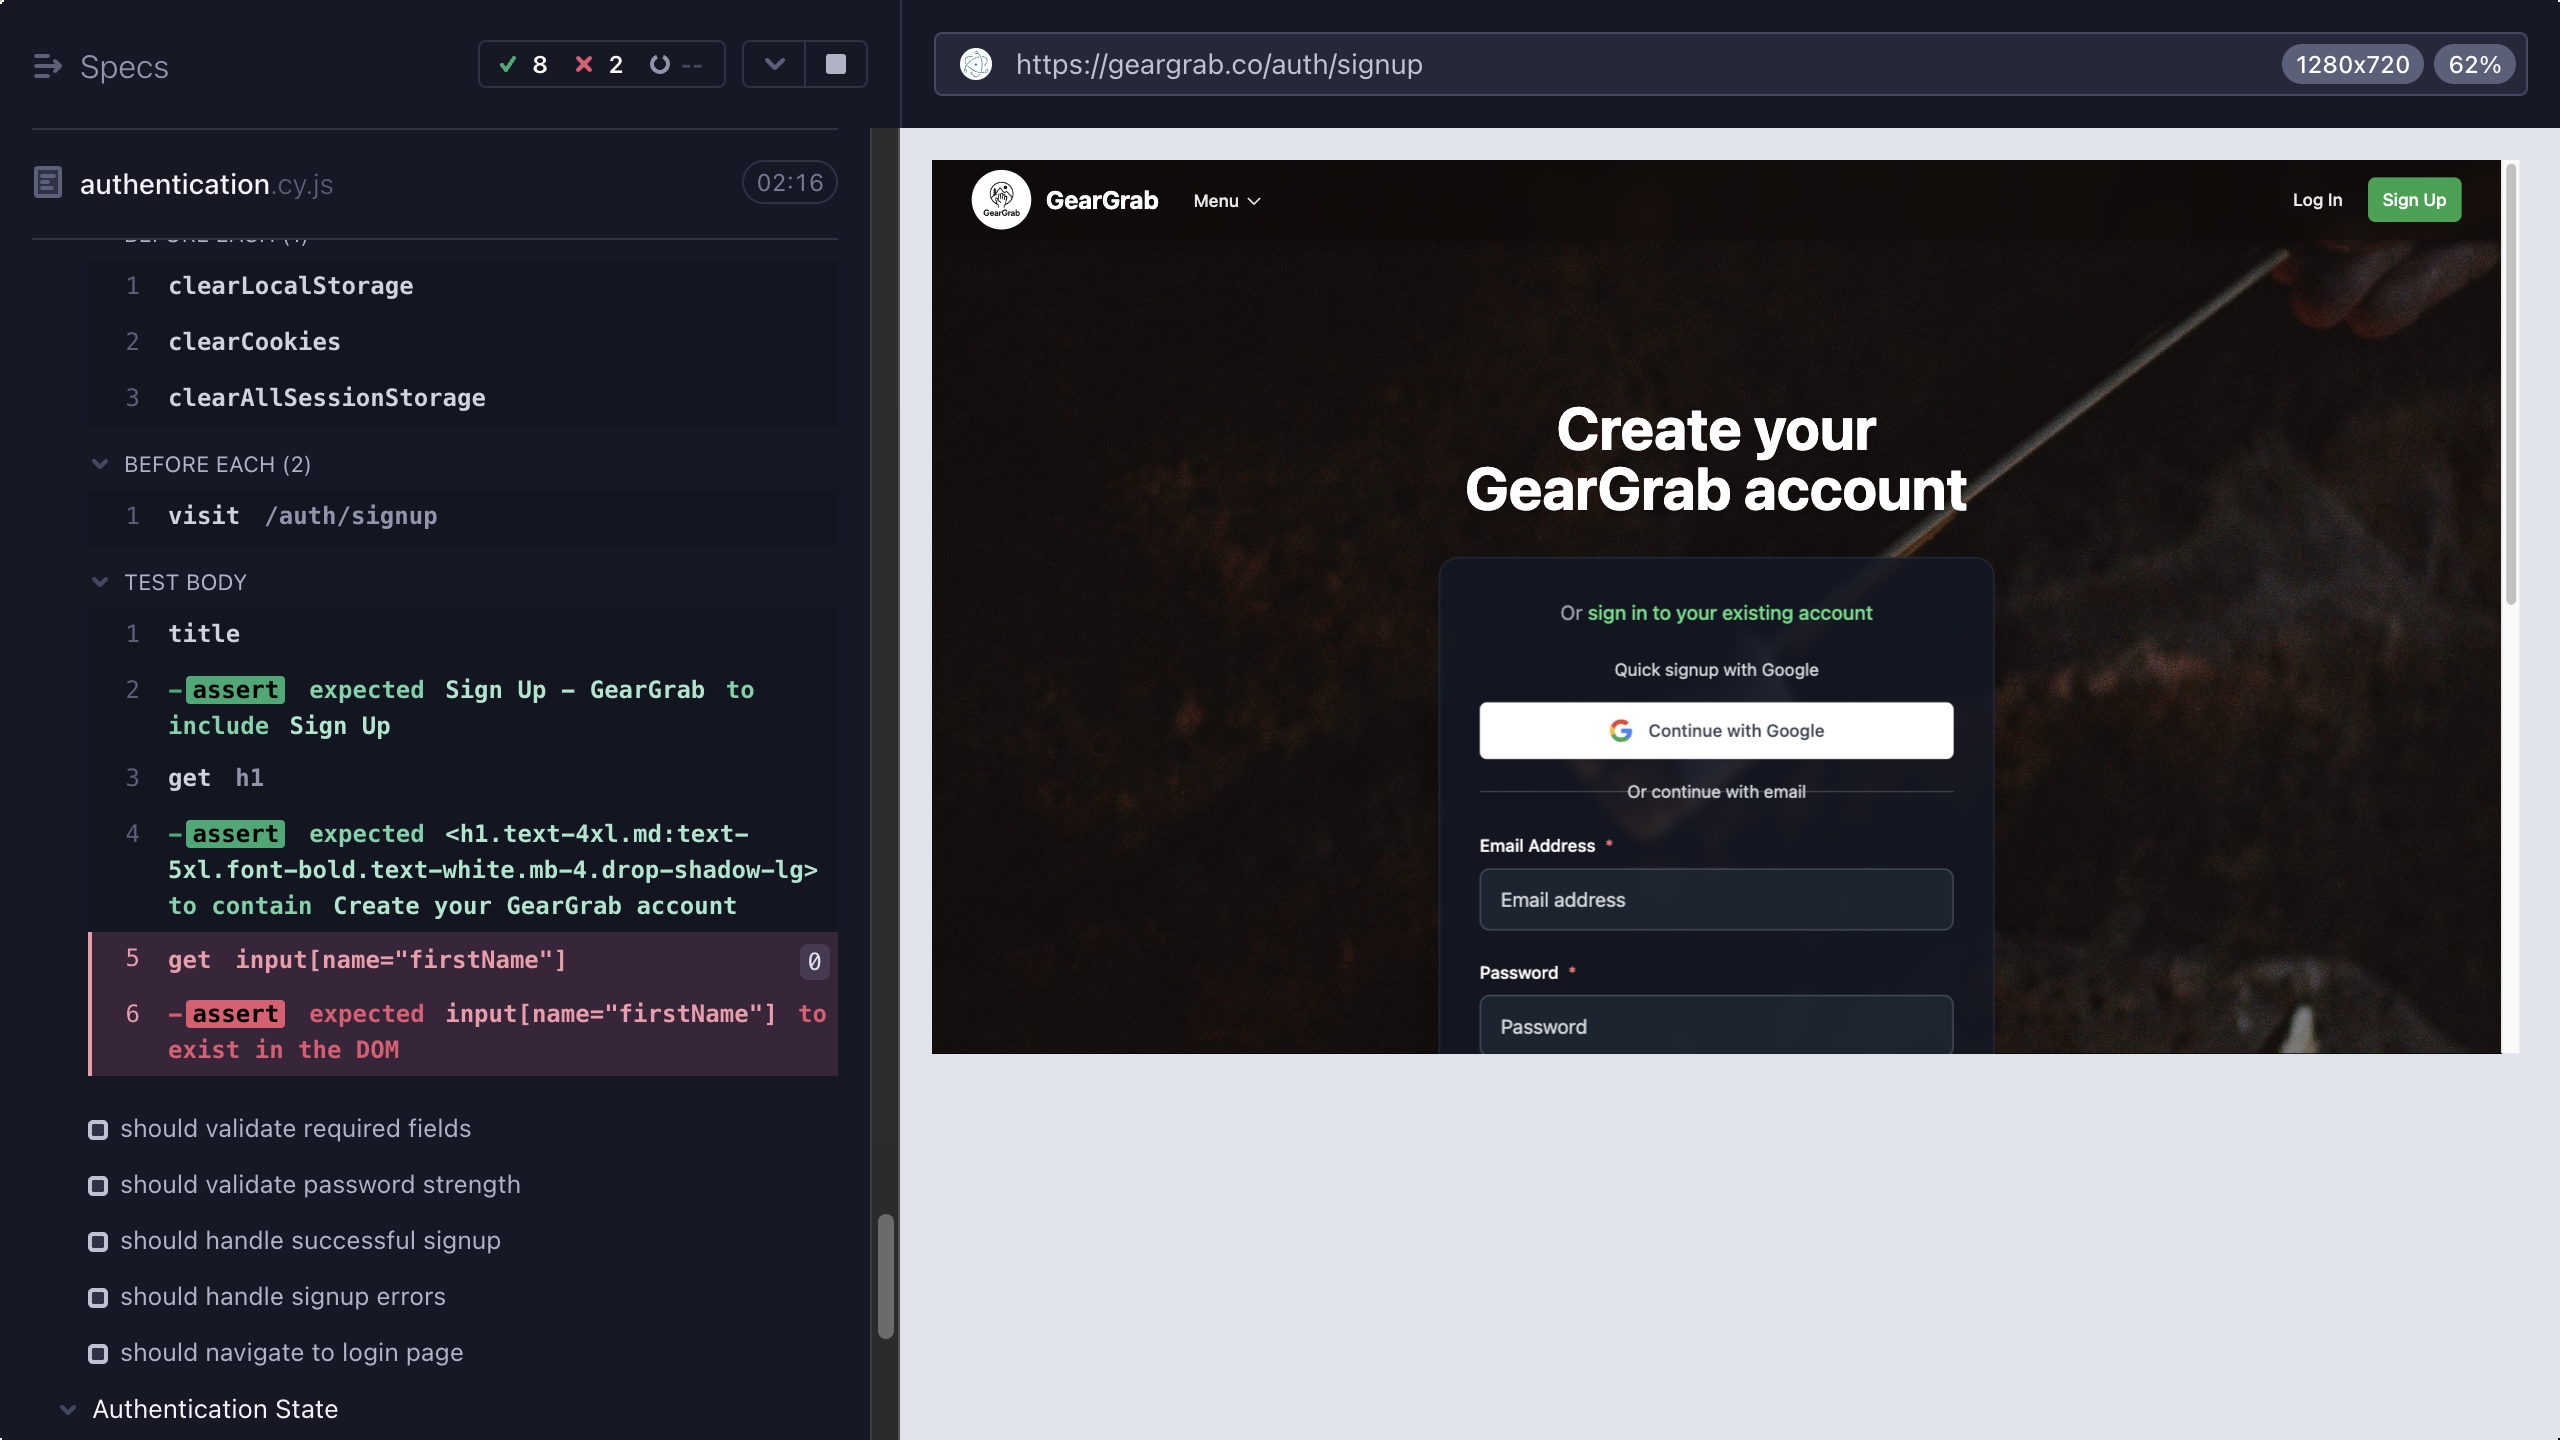 Specs
8 2 --
authentication.cy.js
02:16
BEFORE EACH (1)
1 clearLocalStorage
2 clearCookies
3 clearAllSessionStorage
BEFORE EACH (2)
1 visit /auth/signup
TEST BODY
1 title
2 -assert expected Sign Up - GearGrab to
include Sign Up
3 get h1
4 -assert expected <h1.text-4xl.md:text-
5xl.font-bold.text-white.mb-4.drop-shadow-lg>
to contain Create your GearGrab account
5 get input[name="firstName"] 0
6 -assert expected input[name="firstName"] to
exist in the DOM
should validate required fields
should validate password strength
should handle successful signup
should handle signup errors
should navigate to login page
Authentication State
https://geargrab.co/auth/signup
1280x720 62%
GearGrab
GearGrab
Menu
Log In
Sign Up
Create your
GearGrab account
Or sign in to your existing account
Quick signup with Google
Continue with Google
Or continue with email
Email Address *
Email address
Password *
Password